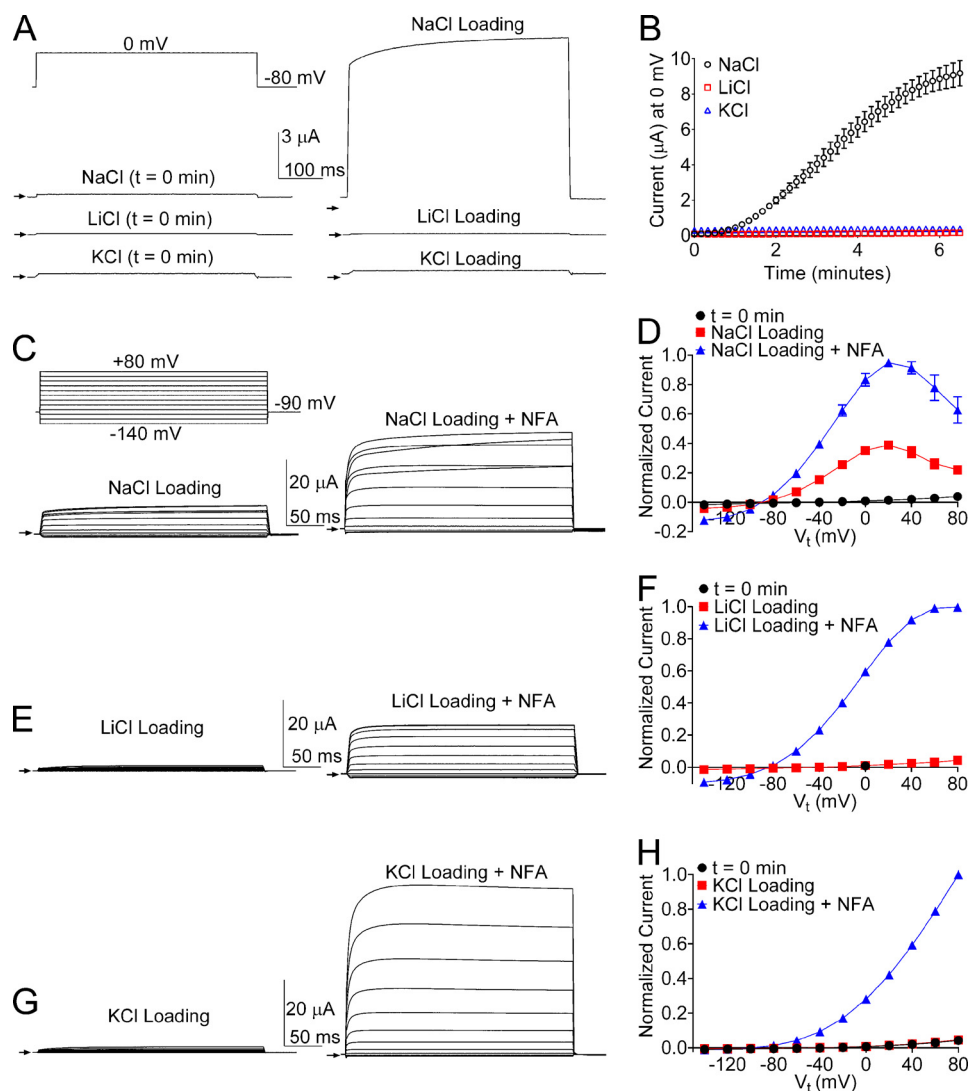 A
0 mV
-80 mV
NaCl Loading
3 µA
100 ms
NaCl (t = 0 min)
LiCl (t = 0 min)
LiCl Loading
KCl (t = 0 min)
KCl Loading
B
Current (µA) at 0 mV
10
8
6
4
2
0
NaCl
LiCl
KCl
0 2 4 6
Time (minutes)
C
+80 mV
-90 mV
-140 mV
NaCl Loading
20 µA
50 ms
NaCl Loading + NFA
D
t = 0 min
NaCl Loading
NaCl Loading + NFA
Normalized Current
1.0
0.8
0.6
0.4
0.2
0.0
-0.2
-120 -80 -40 0 40 80
Vt (mV)
E
LiCl Loading
20 µA
50 ms
LiCl Loading + NFA
F
t = 0 min
LiCl Loading
LiCl Loading + NFA
Normalized Current
1.0
0.8
0.6
0.4
0.2
0.0
-120 -80 -40 0 40 80
Vt (mV)
G
KCl Loading
20 µA
50 ms
KCl Loading + NFA
H
t = 0 min
KCl Loading
KCl Loading + NFA
Normalized Current
1.0
0.8
0.6
0.4
0.2
0.0
-120 -80 -40 0 40 80
Vt (mV)